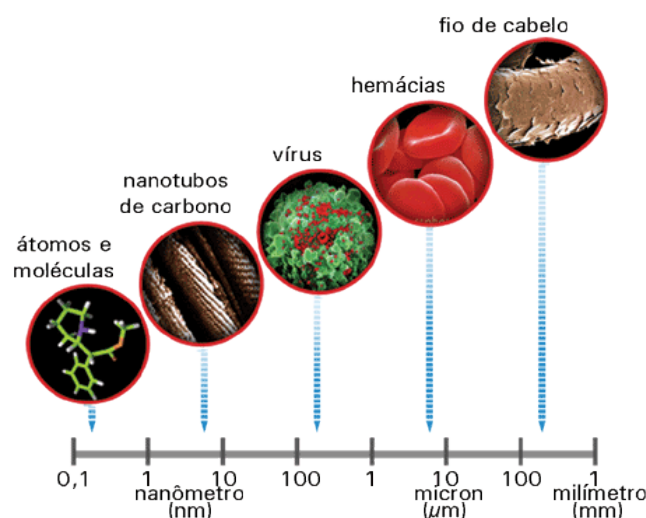 fio de cabelo
hemácias
vírus
nanotubos
de carbono
átomos e
moléculas
0,1 1 10 100 1 10 100 1
nanômetro micron milímetro
(nm) (µm) (mm)